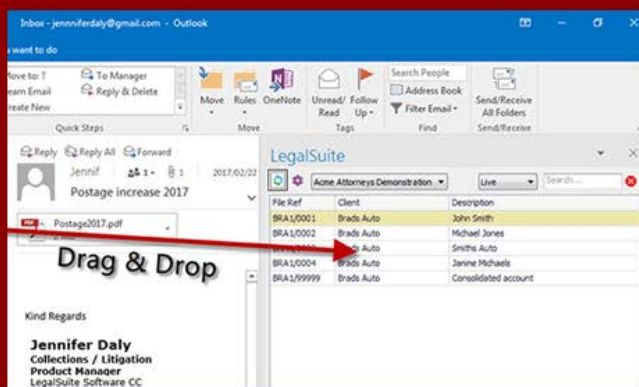 Inbox - jennniferdaly@gmail.com - Outlook
u want to do
Move to: ?
To Manager
eam Email
Reply & Delete
reate New
Quick Steps
Move
Rules
OneNote
Move
Unread/ Read
Follow Up
Tags
Search People
Address Book
Filter Email
Find
Send/Receive All Folders
Send/Receive
Reply Reply All Forward
Jennif
1
1
2017/02/22
Postage increase 2017
Postage2017.pdf
Drag & Drop
Kind Regards
Jennifer Daly
Collections / Litigation
Product Manager
LegalSuite Software CC
LegalSuite
Acme Attorneys Demonstration
Live
Search...
File Ref Client Description
BRA1/0001 Brads Auto John Smith
BRA1/0002 Brads Auto Michael Jones
Brads Auto Smiths Auto
BRA1/0004 Brads Auto Janine Michaels
BRA1/99999 Brads Auto Consolidated account